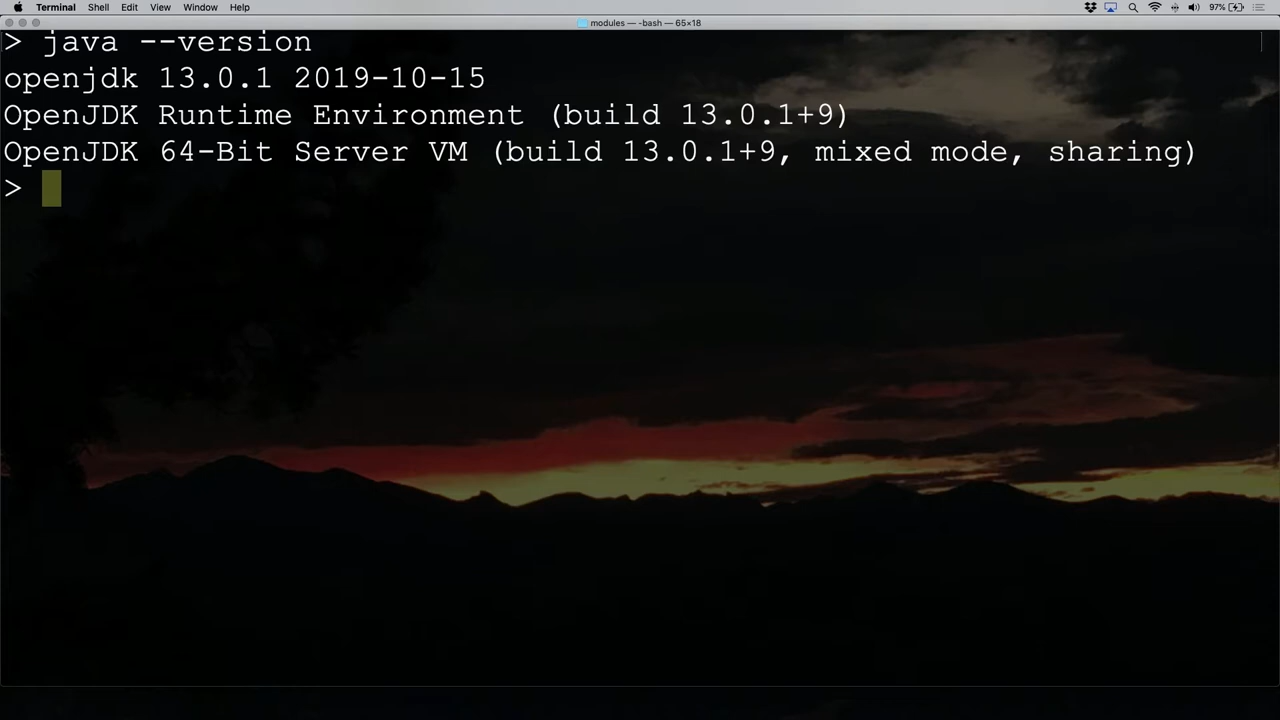 Terminal Shell Edit View Window Help 97%
modules — -bash — 65×18
> java --version
openjdk 13.0.1 2019-10-15
OpenJDK Runtime Environment (build 13.0.1+9)
OpenJDK 64-Bit Server VM (build 13.0.1+9, mixed mode, sharing)
>